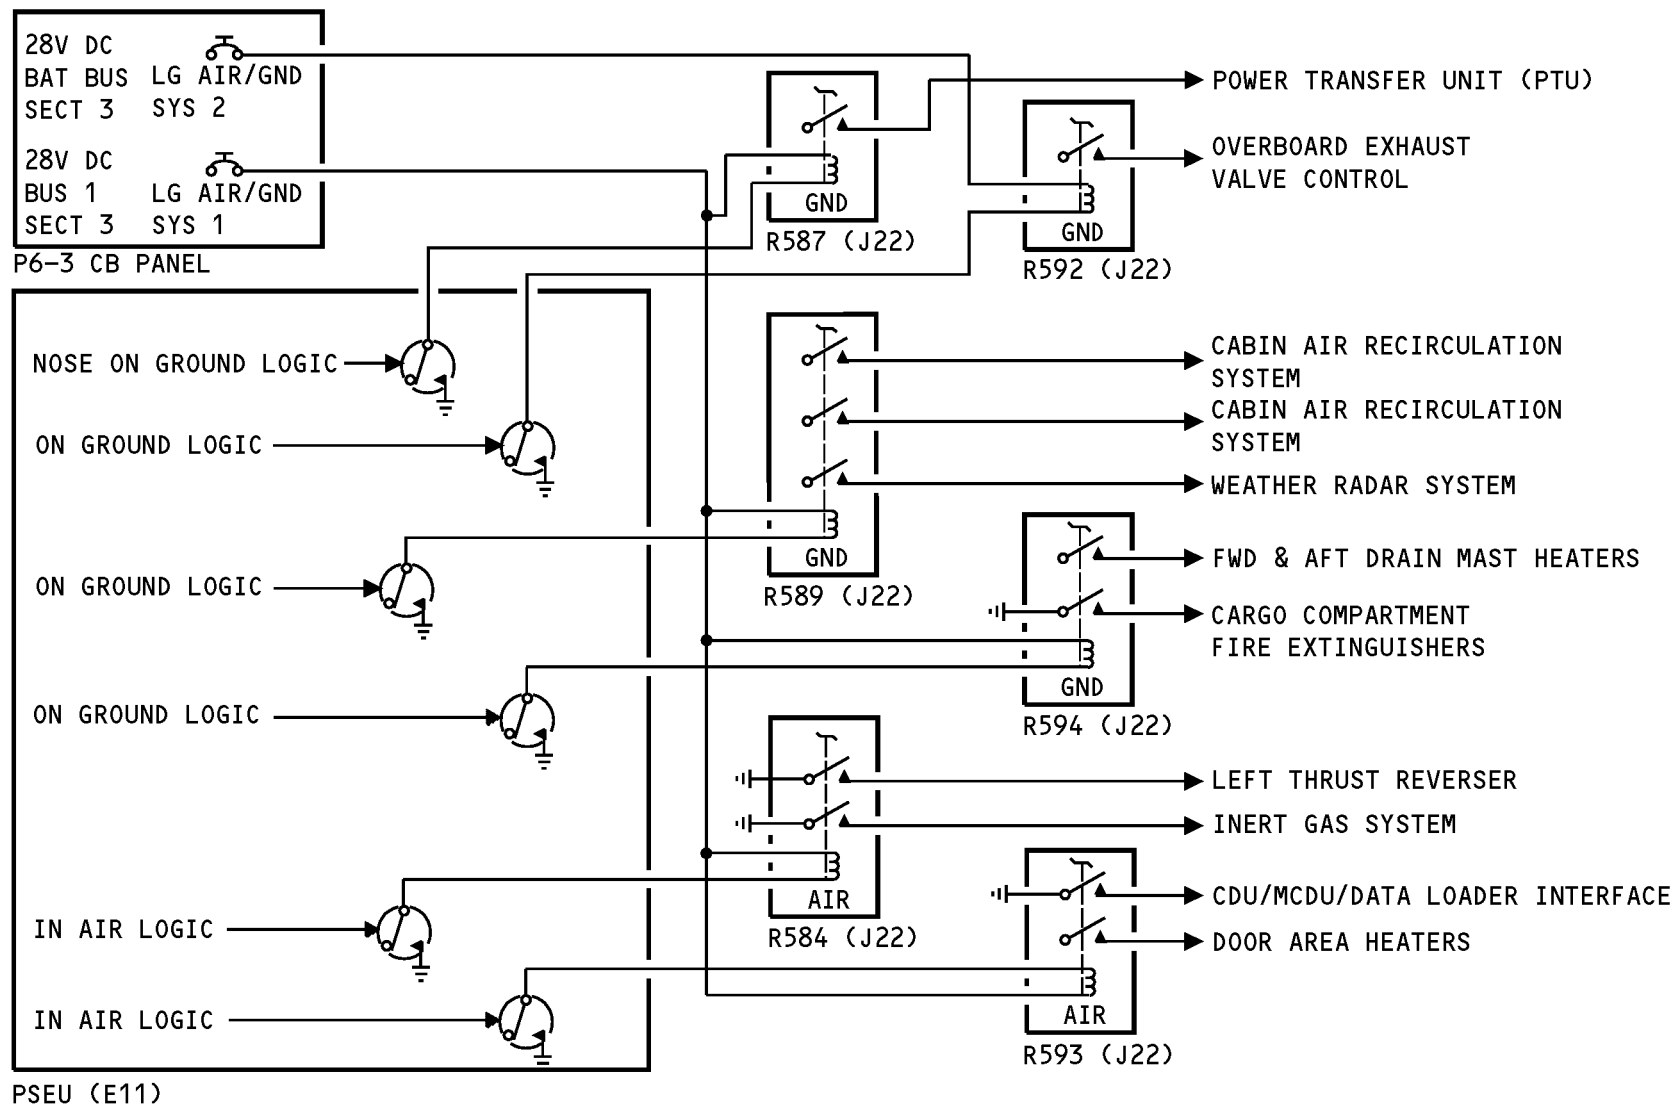 28V DC
BAT BUS LG AIR/GND
SECT 3 SYS 2
28V DC
BUS 1 LG AIR/GND
SECT 3 SYS 1
P6-3 CB PANEL
GND
R587 (J22)
POWER TRANSFER UNIT (PTU)
OVERBOARD EXHAUST
VALVE CONTROL
GND
R592 (J22)
NOSE ON GROUND LOGIC
ON GROUND LOGIC
ON GROUND LOGIC
ON GROUND LOGIC
IN AIR LOGIC
IN AIR LOGIC
PSEU (E11)
CABIN AIR RECIRCULATION
SYSTEM
CABIN AIR RECIRCULATION
SYSTEM
WEATHER RADAR SYSTEM
GND
R589 (J22)
FWD & AFT DRAIN MAST HEATERS
CARGO COMPARTMENT
FIRE EXTINGUISHERS
GND
R594 (J22)
LEFT THRUST REVERSER
INERT GAS SYSTEM
AIR
R584 (J22)
CDU/MCDU/DATA LOADER INTERFACE
DOOR AREA HEATERS
AIR
R593 (J22)